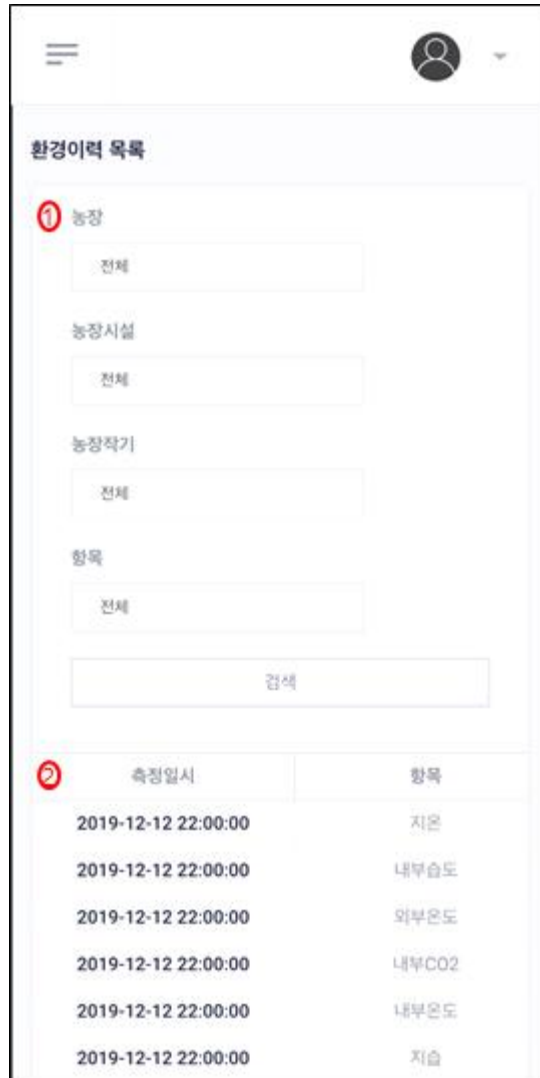 환경이력 목록
① 농장
전체
농장시설
전체
농장작기
전체
항목
전체
검색
② 측정일시 항목
2019-12-12 22:00:00 지온
2019-12-12 22:00:00 내부습도
2019-12-12 22:00:00 외부온도
2019-12-12 22:00:00 내부CO2
2019-12-12 22:00:00 내부온도
2019-12-12 22:00:00 지습